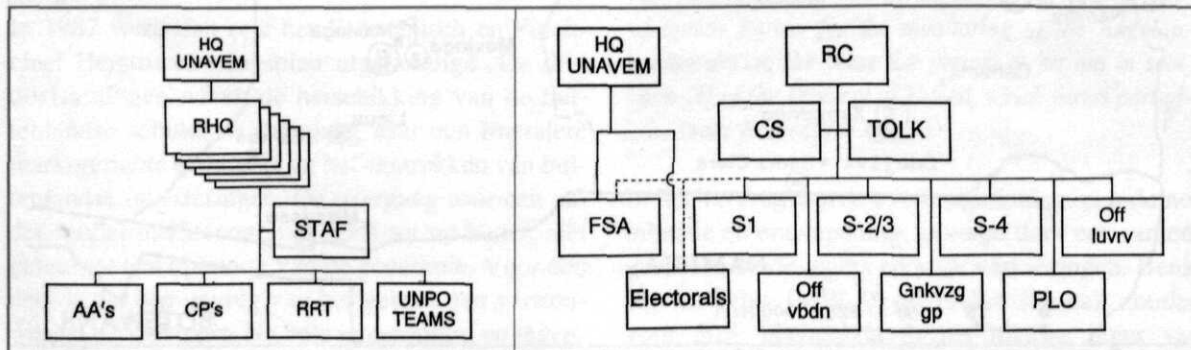 HQ
UNAVEM
RHQ
STAF
AA's
CP's
RRT
UNPO
TEAMS
HQ
UNAVEM
RC
CS
TOLK
FSA
S1
S-2/3
S-4
Off
luvrv
Electorals
Off
vbdn
Gnkvzg
gp
PLO